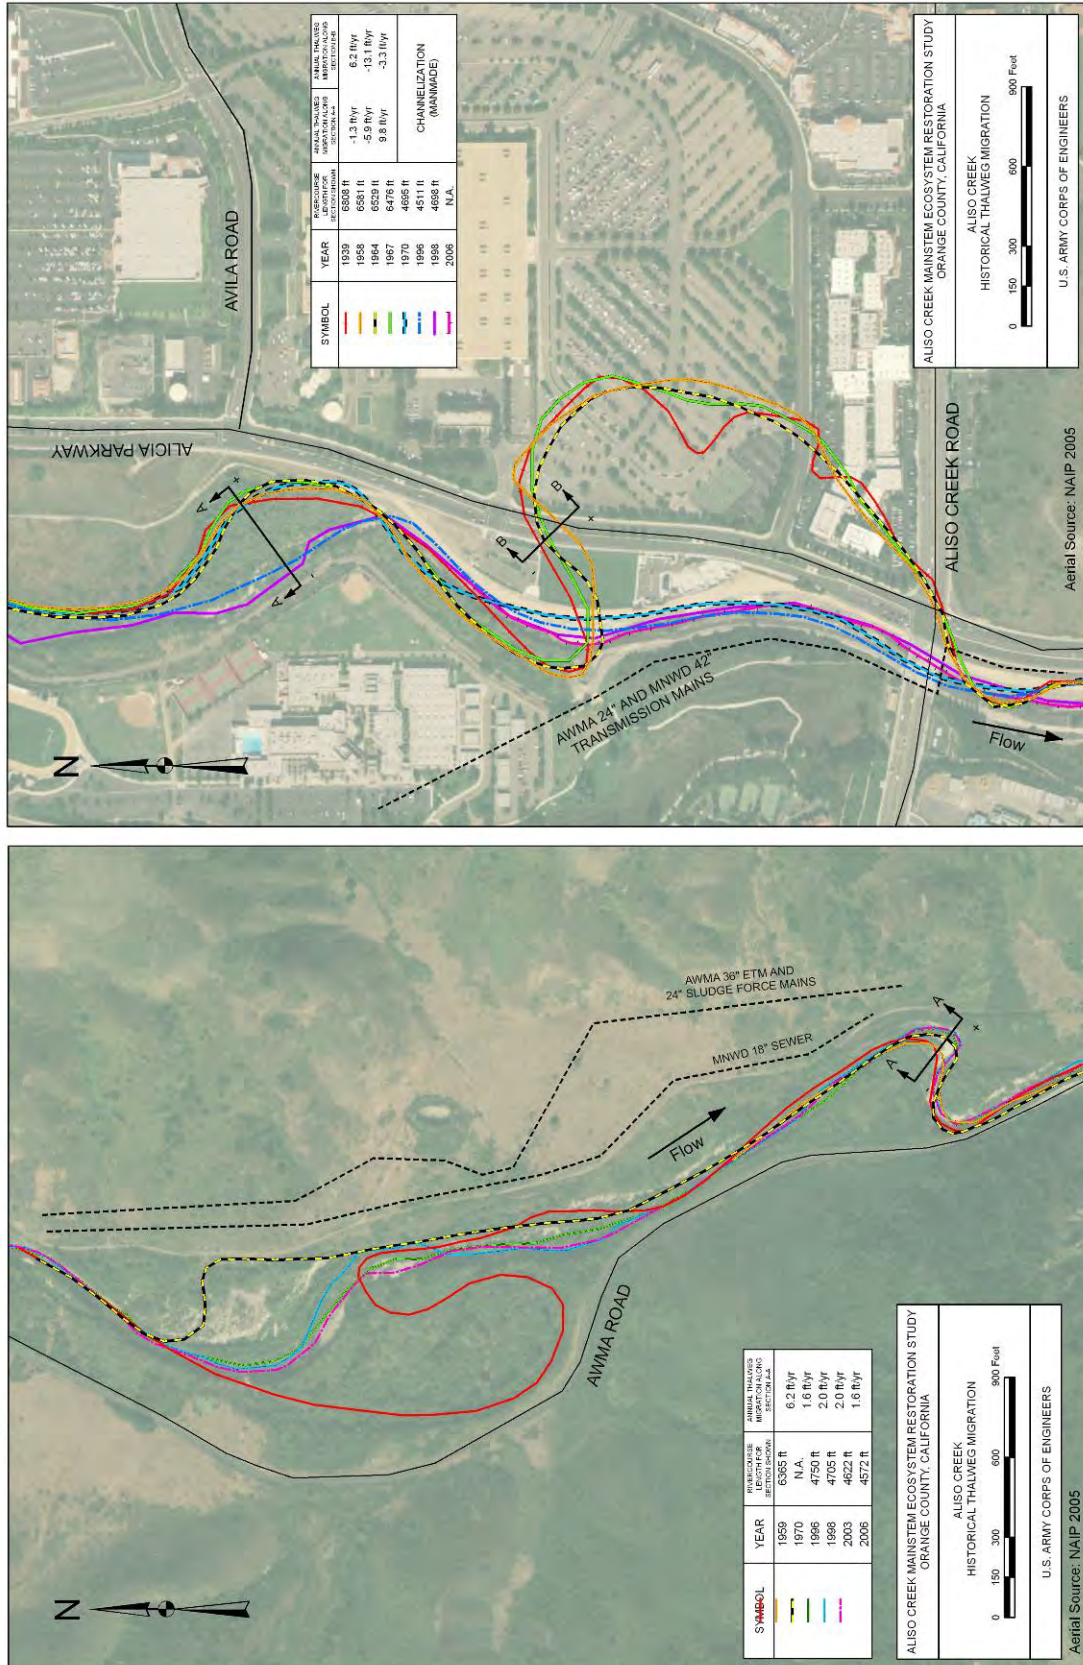 N
ALICIA PARKWAY
AVILA ROAD
A
A
+
-
B
B
+
-
AWMA 24" AND MNWD 42"
TRANSMISSION MAINS
ALISO CREEK ROAD
Flow
SYMBOL
YEAR
RIVERCOURSE
LENGTH FOR
SECTION SHOWN
ANNUAL THALWEG
MIGRATION ALONG
SECTION A-A
ANNUAL THALWEG
MIGRATION ALONG
SECTION B-B
1939 6808 ft
1958 6581 ft -1.3 ft/yr 6.2 ft/yr
1964 6529 ft -5.9 ft/yr -13.1 ft/yr
1967 6476 ft 9.8 ft/yr -3.3 ft/yr
1970 4695 ft
1996 4511 ft
1998 4698 ft
2006 N.A.
CHANNELIZATION
(MANMADE)
ALISO CREEK MAINSTEM ECOSYSTEM RESTORATION STUDY
ORANGE COUNTY, CALIFORNIA
ALISO CREEK
HISTORICAL THALWEG MIGRATION
0 150 300 600 900 Feet
U.S. ARMY CORPS OF ENGINEERS
Aerial Source: NAIP 2005
N
AWMA 36" ETM AND
24" SLUDGE FORCE MAINS
MNWD 18" SEWER
Flow
AWMA ROAD
A
A
+
SYMBOL
YEAR
RIVERCOURSE
LENGTH FOR
SECTION SHOWN
ANNUAL THALWEG
MIGRATION ALONG
SECTION A-A
1959 6365 ft
1970 N.A. 6.2 ft/yr
1996 4750 ft 1.6 ft/yr
1998 4705 ft 2.0 ft/yr
2003 4622 ft 2.0 ft/yr
2006 4572 ft 1.6 ft/yr
ALISO CREEK MAINSTEM ECOSYSTEM RESTORATION STUDY
ORANGE COUNTY, CALIFORNIA
ALISO CREEK
HISTORICAL THALWEG MIGRATION
0 150 300 600 900 Feet
U.S. ARMY CORPS OF ENGINEERS
Aerial Source: NAIP 2005